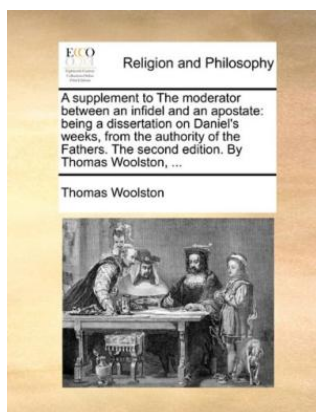 ECCO
Religion and Philosophy
A supplement to The moderator
between an infidel and an apostate:
being a dissertation on Daniel's
weeks, from the authority of the
Fathers. The second edition. By
Thomas Woolston, ...
Thomas Woolston